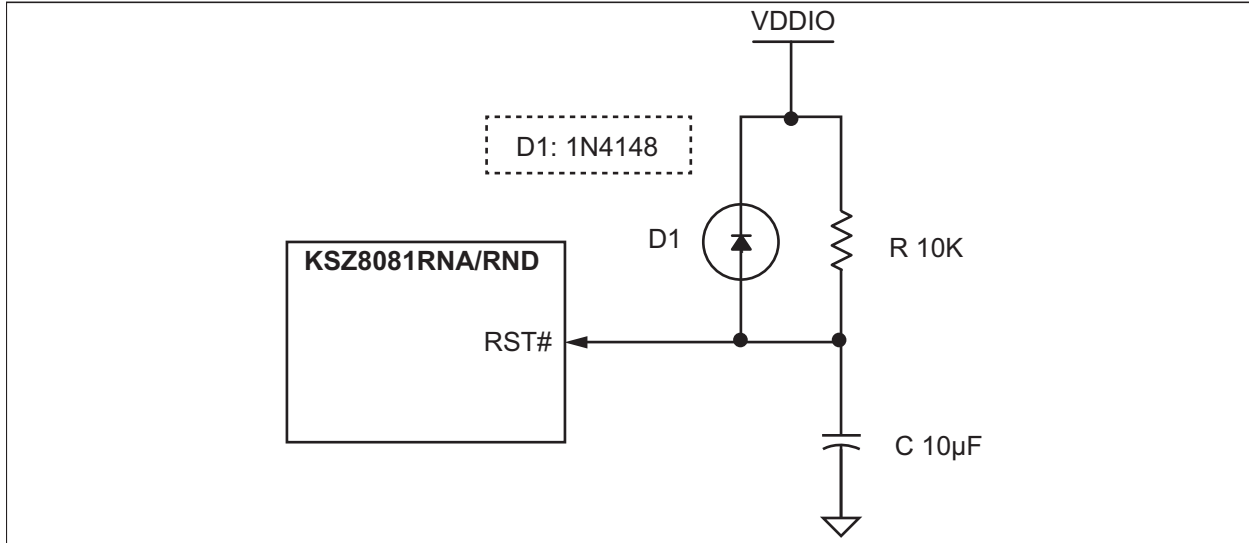 VDDIO
D1: 1N4148
D1
R 10K
KSZ8081RNA/RND
RST#
C 10µF